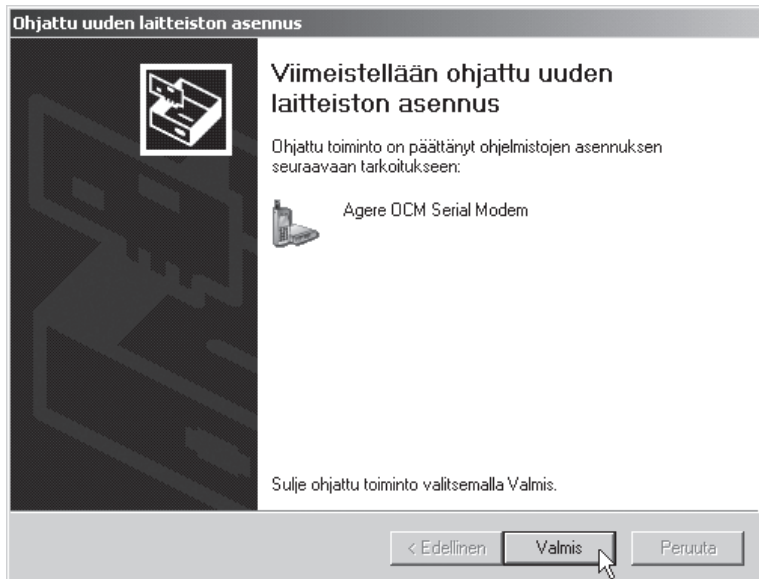 Ohjattu uuden laitteiston asennus
Viimeistellään ohjattu uuden
laitteiston asennus
Ohjattu toiminto on päättänyt ohjelmistojen asennuksen
seuraavaan tarkoitukseen:
Agere OCM Serial Modem
Sulje ohjattu toiminto valitsemalla Valmis.
< Edellinen Valmis Peruuta